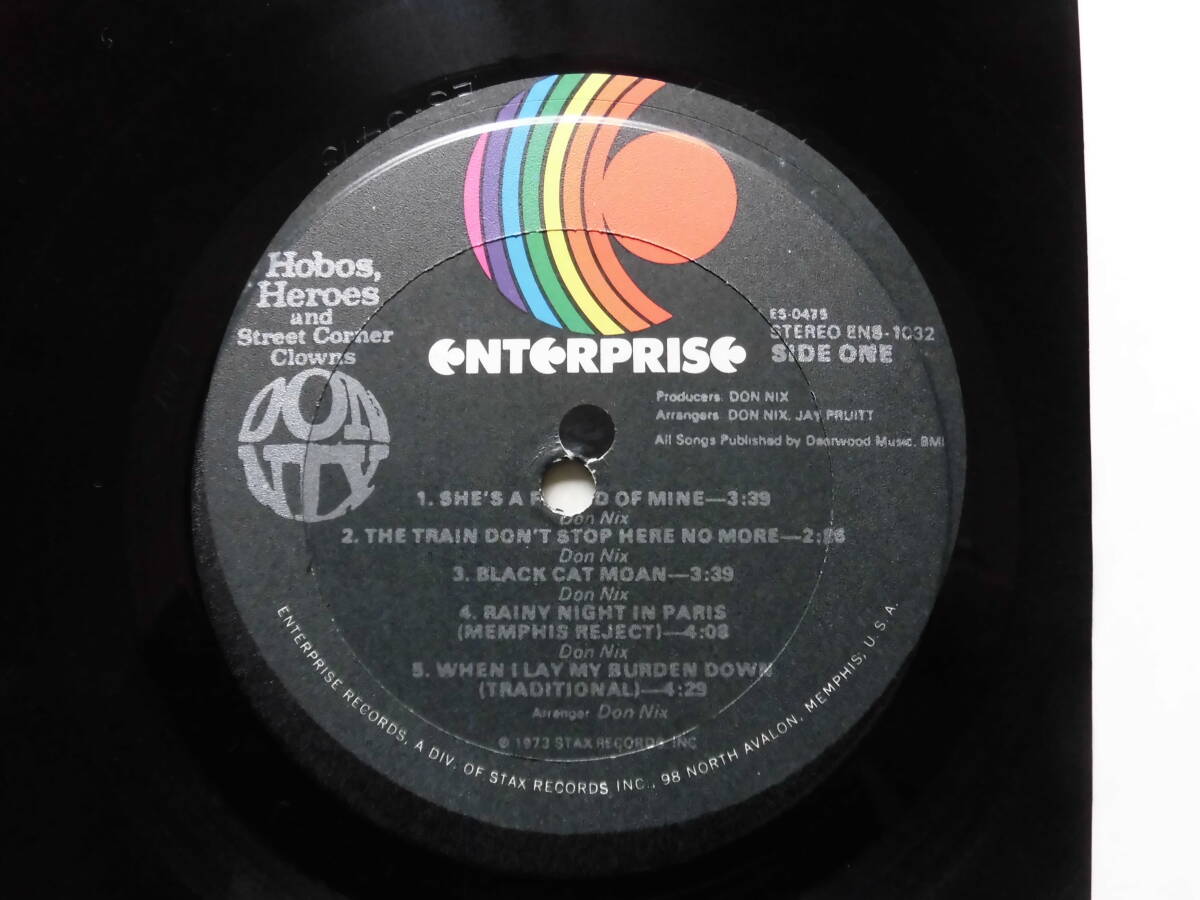 Hobos,
Heroes
and
Street Corner
Clowns
DON
NIX
ENTERPRISE
ES-0475
STEREO ENS-1032
SIDE ONE
Producers: DON NIX
Arrangers: DON NIX, JAY PRUITT
All Songs Published by Deerwood Music, BMI
1. SHE'S A OF MINE—3:39
Don Nix
2. THE TRAIN DON'T STOP HERE NO MORE—
Don Nix
3. BLACK CAT MOAN—3:39
Don Nix
4. RAINY NIGHT IN PARIS
(MEMPHIS REJECT)—4:08
Don Nix
5. WHEN I LAY MY BURDEN DOWN
(TRADITIONAL)—4:29
Arranger Don Nix
℗ 1973 STAX RECORDS, INC
ENTERPRISE RECORDS, A DIV. OF STAX RECORDS INC., 98 NORTH AVALON, MEMPHIS, U.S.A.